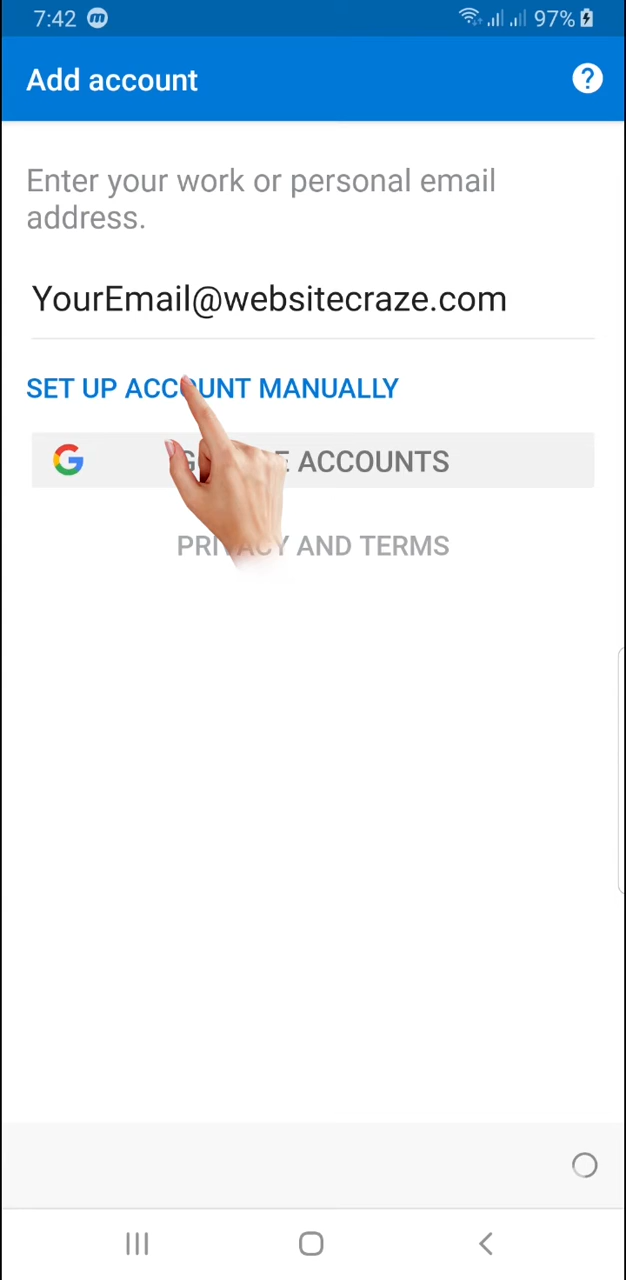 7:42 97%
Add account
Enter your work or personal email
address.
YourEmail@websitecraze.com
SET UP ACCOUNT MANUALLY
ACCOUNTS
PRIVACY AND TERMS